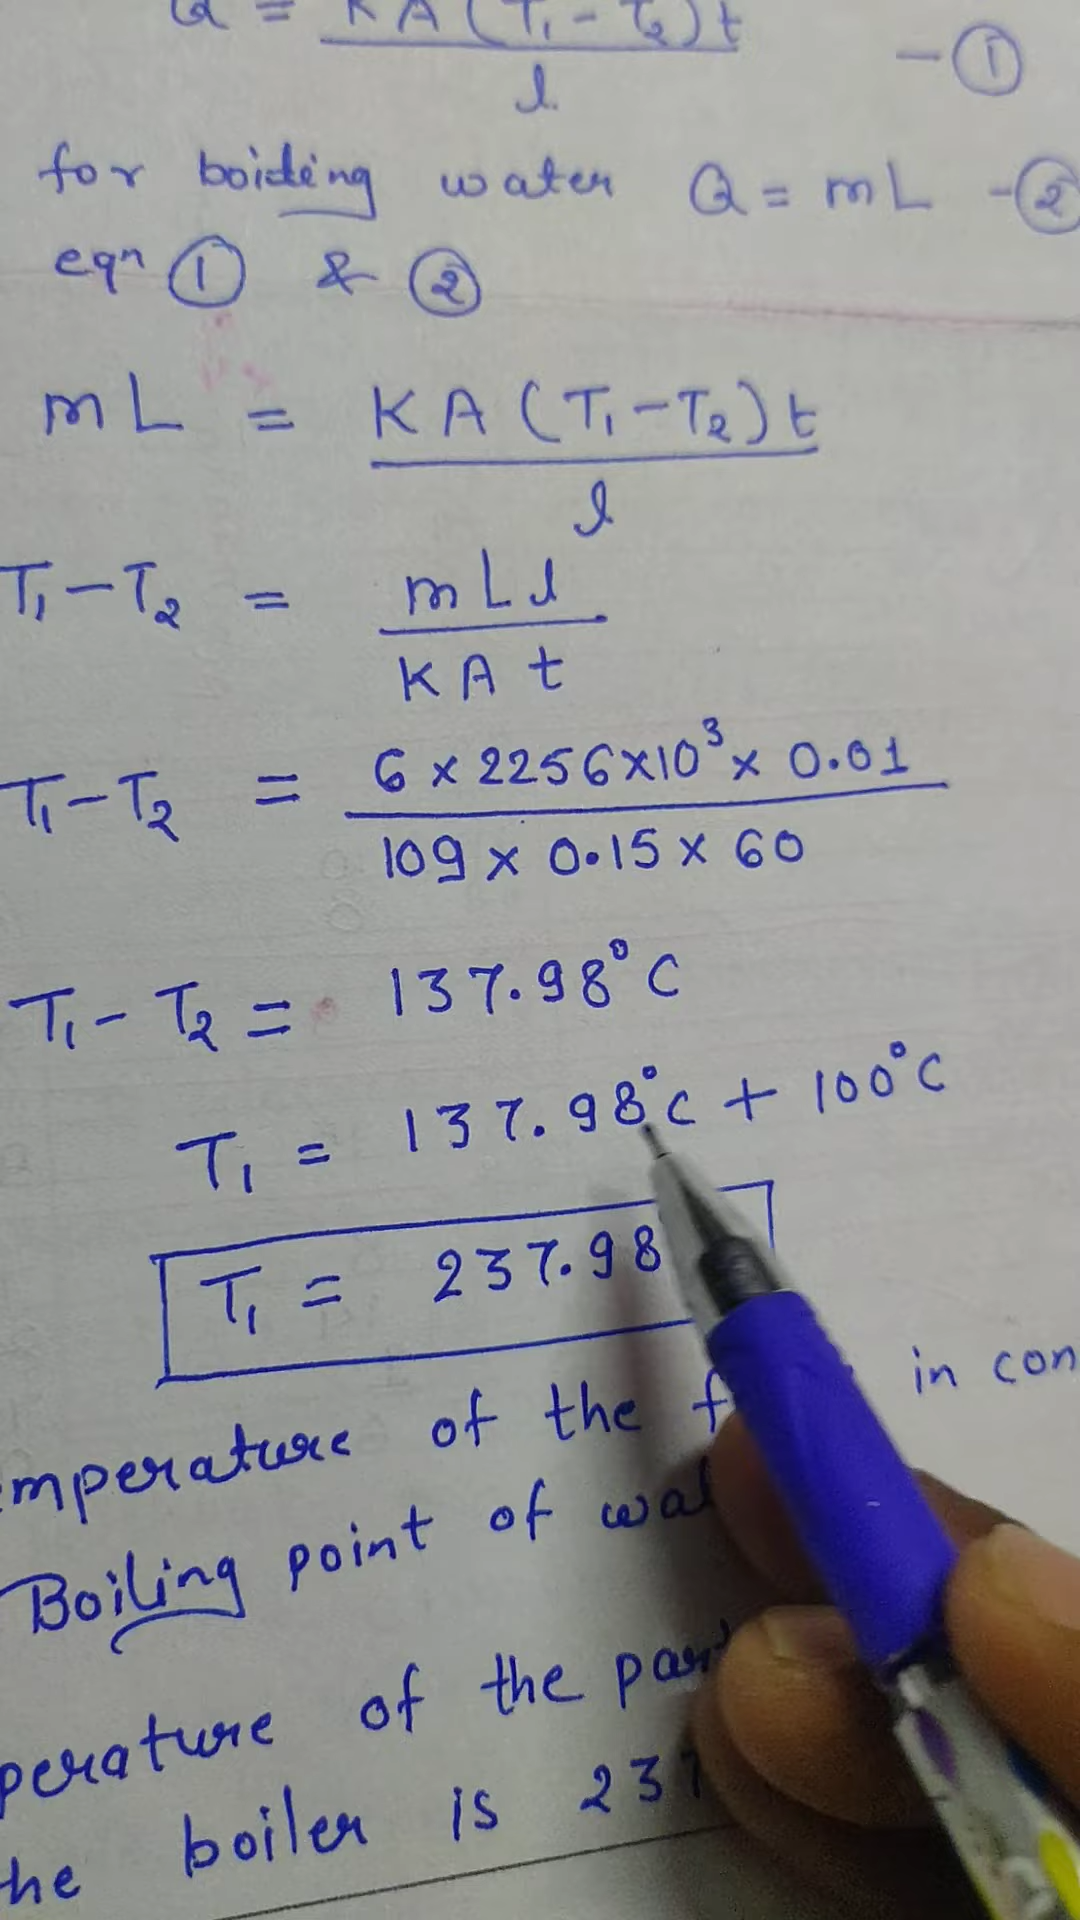 Q = KA(T₁-T₂)t / l -①
for boiling water Q = mL -②
eqⁿ ① & ②
mL = KA(T₁-T₂)t / l
T₁-T₂ = mLl / KAt
T₁-T₂ = 6 × 2256×10³ × 0.01 / 109 × 0.15 × 60
T₁-T₂ = 137.98°C
T₁ = 137.98°C + 100°C
T₁ = 237.98
mperature of the in con
Boiling point of
perature of the
he boiler is 237